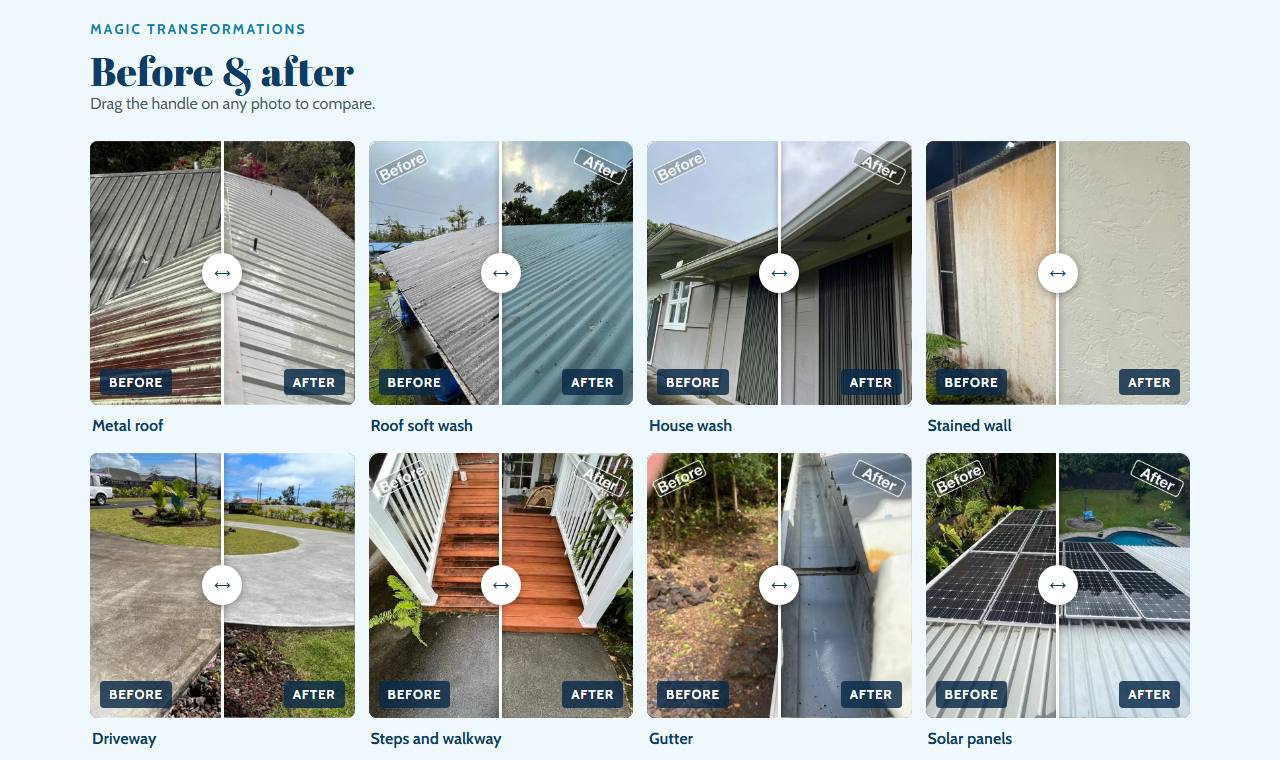 MAGIC TRANSFORMATIONS
Before & after
Drag the handle on any photo to compare.
BEFORE
AFTER
Before
After
BEFORE
AFTER
Before
After
BEFORE
AFTER
BEFORE
AFTER
Metal roof
Roof soft wash
House wash
Stained wall
BEFORE
AFTER
Before
After
BEFORE
AFTER
Before
After
BEFORE
AFTER
Before
After
BEFORE
AFTER
Driveway
Steps and walkway
Gutter
Solar panels